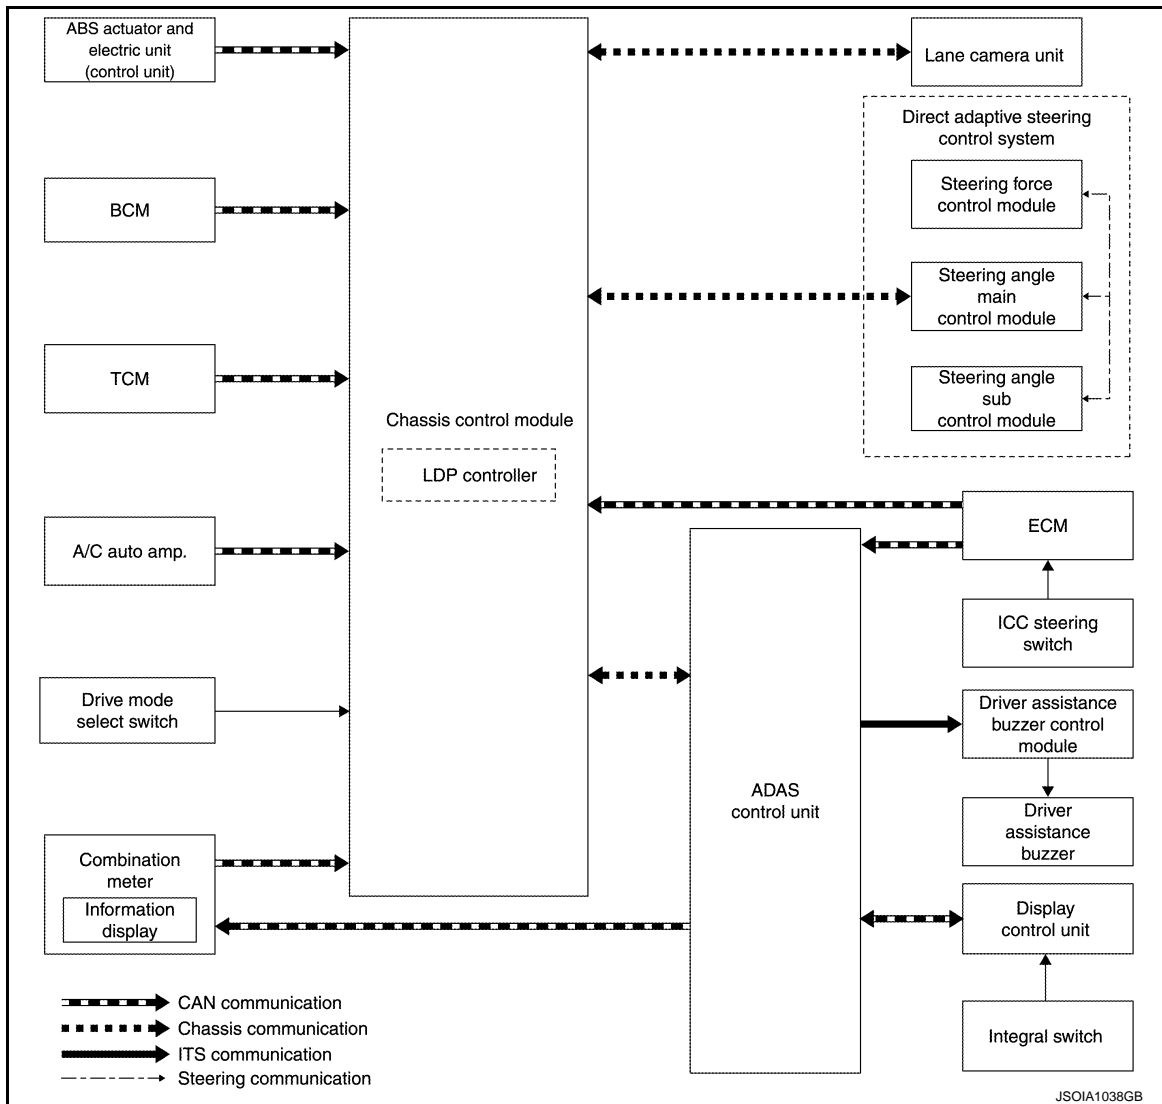 ABS actuator and
electric unit
(control unit)
BCM
TCM
A/C auto amp.
Drive mode
select switch
Combination
meter
Information
display
Chassis control module
LDP controller
Lane camera unit
Direct adaptive steering
control system
Steering force
control module
Steering angle
main
control module
Steering angle
sub
control module
ECM
ICC steering
switch
ADAS
control unit
Driver assistance
buzzer control
module
Driver
assistance
buzzer
Display
control unit
Integral switch
CAN communication
Chassis communication
ITS communication
Steering communication
JSOIA1038GB